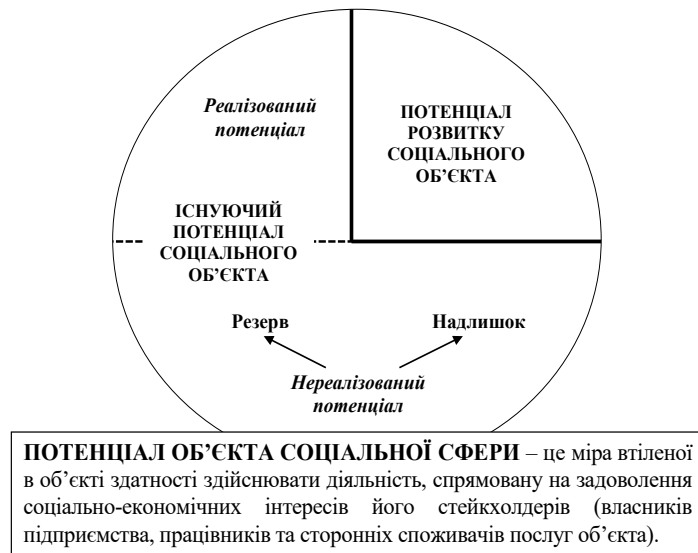 Реалізований
потенціал
ПОТЕНЦІАЛ
РОЗВИТКУ
СОЦІАЛЬНОГО
ОБ’ЄКТА
ІСНУЮЧИЙ
ПОТЕНЦІАЛ
СОЦІАЛЬНОГО
ОБ’ЄКТА
Резерв
Надлишок
Нереалізований
потенціал
ПОТЕНЦІАЛ ОБ’ЄКТА СОЦІАЛЬНОЇ СФЕРИ – це міра втіленої
в об’єкті здатності здійснювати діяльність, спрямовану на задоволення
соціально-економічних інтересів його стейкхолдерів (власників
підприємства, працівників та сторонніх споживачів послуг об’єкта).